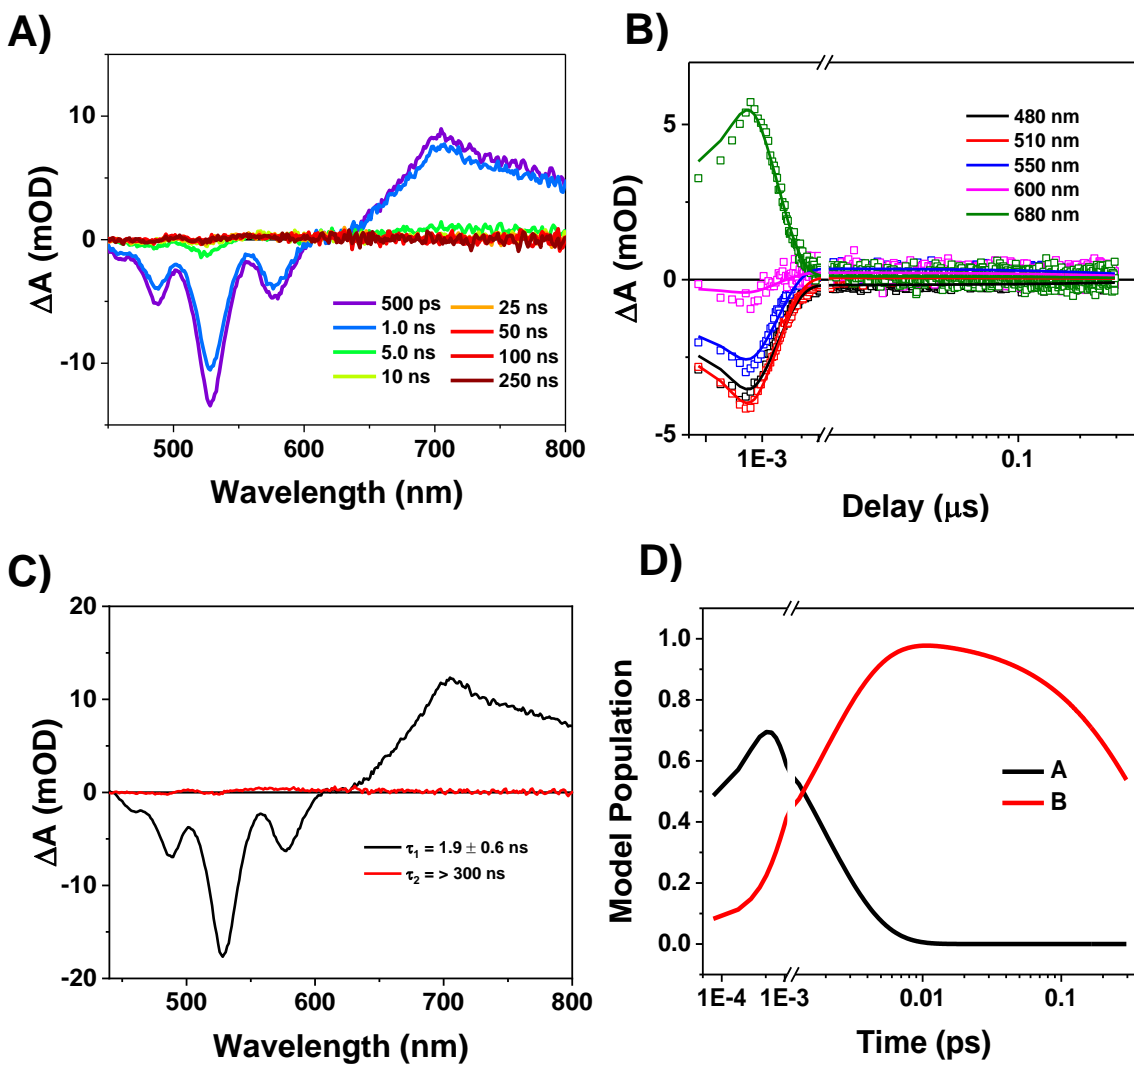 A)
10
0
-10
500
600
700
800
ΔA (mOD)
Wavelength (nm)
500 ps
1.0 ns
5.0 ns
10 ns
25 ns
50 ns
100 ns
250 ns
B)
5
0
-5
1E-3
0.1
ΔA (mOD)
Delay (μs)
480 nm
510 nm
550 nm
600 nm
680 nm
C)
20
10
0
-10
-20
500
600
700
800
ΔA (mOD)
Wavelength (nm)
τ1 = 1.9 ± 0.6 ns
τ2 = > 300 ns
D)
1.0
0.8
0.6
0.4
0.2
0.0
1E-4
1E-3
0.01
0.1
Model Population
Time (ps)
A
B